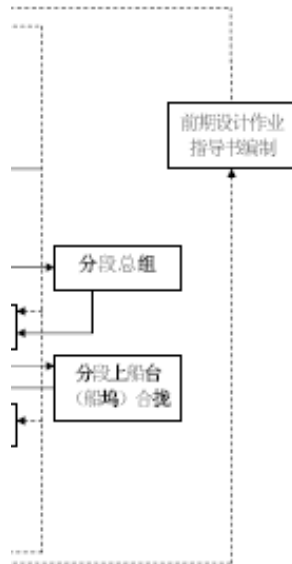 前期设计作业
指导书编制
分段总组
分段上船台
（船坞）合拢